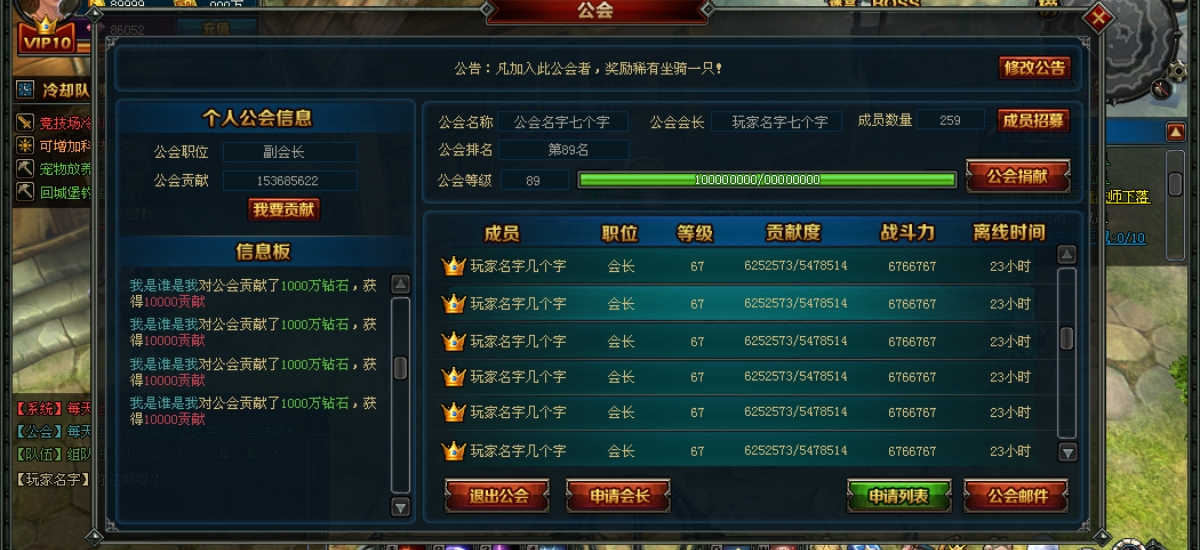 公会
VIP10
86052
充值
冷却队
竞技场冷
可增加科
宠物放养
回城堡
公告：凡加入此公会者，奖励稀有坐骑一只！
修改公告
个人公会信息
公会职位 副会长
公会贡献 153685622
我要贡献
公会名称 公会名字七个字 公会会长 玩家名字七个字 成员数量 259 成员招募
公会排名 第89名
公会等级 89 100000000/00000000 公会捐献
信息板
我是谁是我对公会贡献了1000万钻石，获
得10000贡献
我是谁是我对公会贡献了1000万钻石，获
得10000贡献
我是谁是我对公会贡献了1000万钻石，获
得10000贡献
我是谁是我对公会贡献了1000万钻石，获
得10000贡献
成员 职位 等级 贡献度 战斗力 离线时间
玩家名字几个字 会长 67 6252573/5478514 6766767 23小时
玩家名字几个字 会长 67 6252573/5478514 6766767 23小时
玩家名字几个字 会长 67 6252573/5478514 6766767 23小时
玩家名字几个字 会长 67 6252573/5478514 6766767 23小时
玩家名字几个字 会长 67 6252573/5478514 6766767 23小时
玩家名字几个字 会长 67 6252573/5478514 6766767 23小时
退出公会 申请会长 申请列表 公会邮件
师下落
:0/10
【系统】每天
【公会】每天
【队伍】组队
【玩家名字】